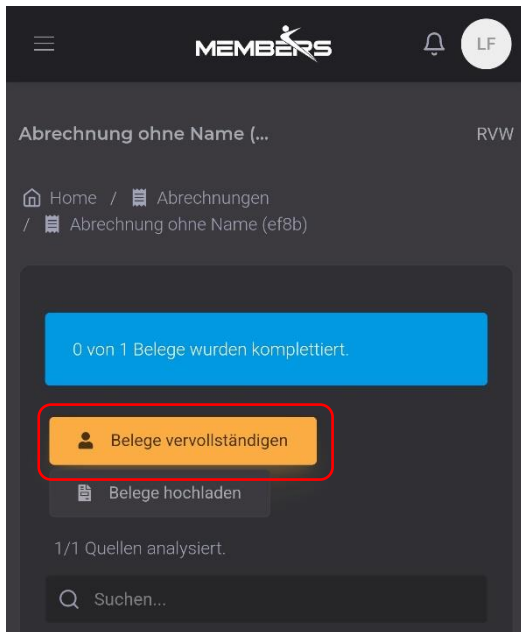 MEMBERS
LF
Abrechnung ohne Name (...
RVW
Home / Abrechnungen
/ Abrechnung ohne Name (ef8b)
0 von 1 Belege wurden komplettiert.
Belege vervollständigen
Belege hochladen
1/1 Quellen analysiert.
Suchen...